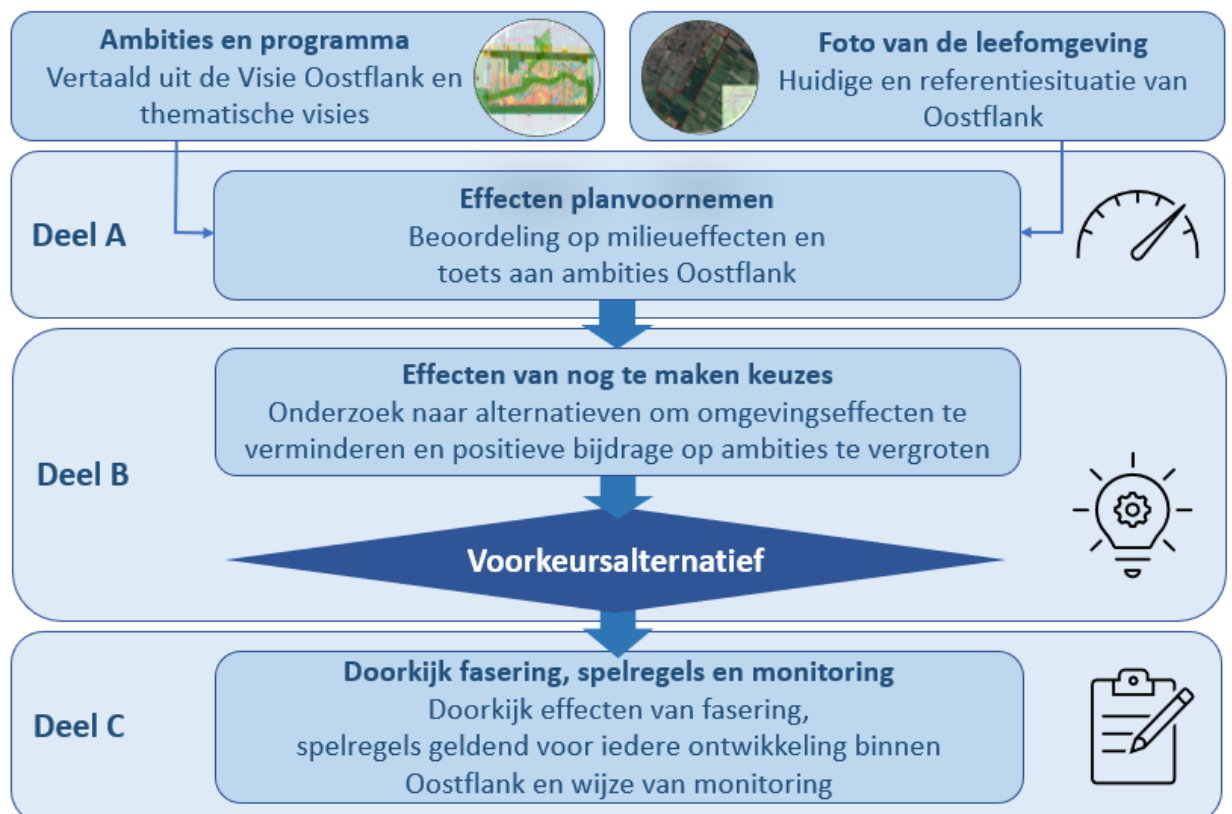 Ambities en programma
Vertaald uit de Visie Oostflank en
thematische visies
Foto van de leefomgeving
Huidige en referentiesituatie van
Oostflank
Deel A
Effecten planvoornemen
Beoordeling op milieueffecten en
toets aan ambities Oostflank
Deel B
Effecten van nog te maken keuzes
Onderzoek naar alternatieven om omgevingseffecten te
verminderen en positieve bijdrage op ambities te vergroten
Voorkeursalternatief
Deel C
Doorkijk fasering, spelregels en monitoring
Doorkijk effecten van fasering,
spelregels geldend voor iedere ontwikkeling binnen
Oostflank en wijze van monitoring